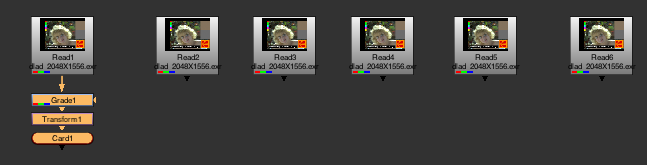 Read1
dlad_2048X1556.exr
Read2
dlad_2048X1556.exr
Read3
dlad_2048X1556.exr
Read4
dlad_2048X1556.exr
Read5
dlad_2048X1556.exr
Read6
dlad_2048X1556.exr
Grade1
Transform1
Card1